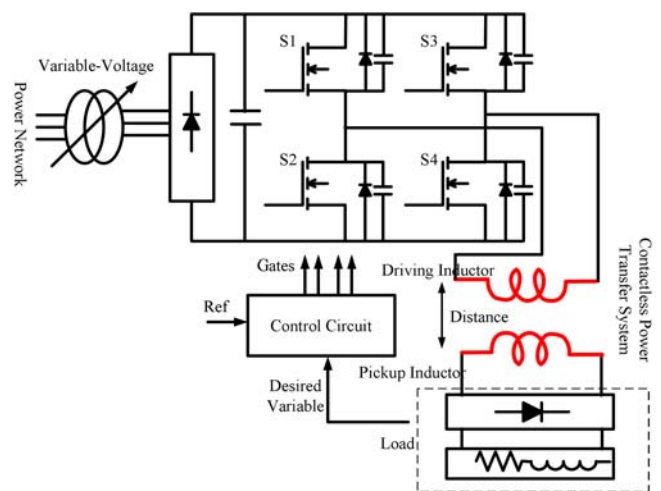 S1
S3
Variable-Voltage
Power Network
S2
S4
Gates
Driving Inductor
Contactless Power
Transfer System
Ref
Control Circuit
Distance
Pickup Inductor
Desired
Variable
Load